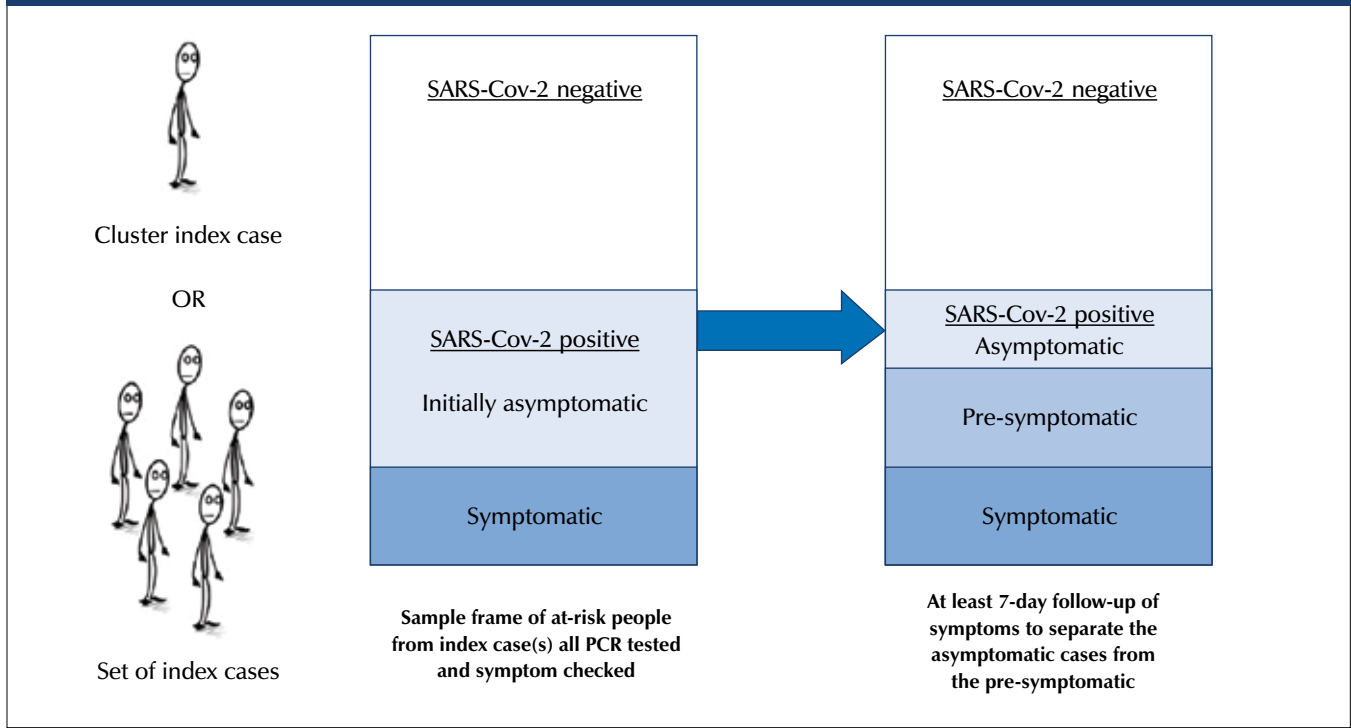 Cluster index case
OR
Set of index cases
SARS-Cov-2 negative
SARS-Cov-2 positive
Initially asymptomatic
Symptomatic
Sample frame of at-risk people
from index case(s) all PCR tested
and symptom checked
SARS-Cov-2 negative
SARS-Cov-2 positive
Asymptomatic
Pre-symptomatic
Symptomatic
At least 7-day follow-up of
symptoms to separate the
asymptomatic cases from
the pre-symptomatic